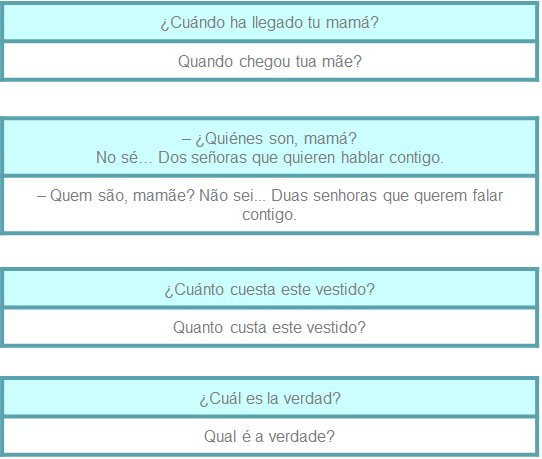 ¿Cuándo ha llegado tu mamá?
Quando chegou tua mãe?
– ¿Quiénes son, mamá?
No sé… Dos señoras que quieren hablar contigo.
– Quem são, mamãe? Não sei... Duas senhoras que querem falar
contigo.
¿Cuánto cuesta este vestido?
Quanto custa este vestido?
¿Cuál es la verdad?
Qual é a verdade?